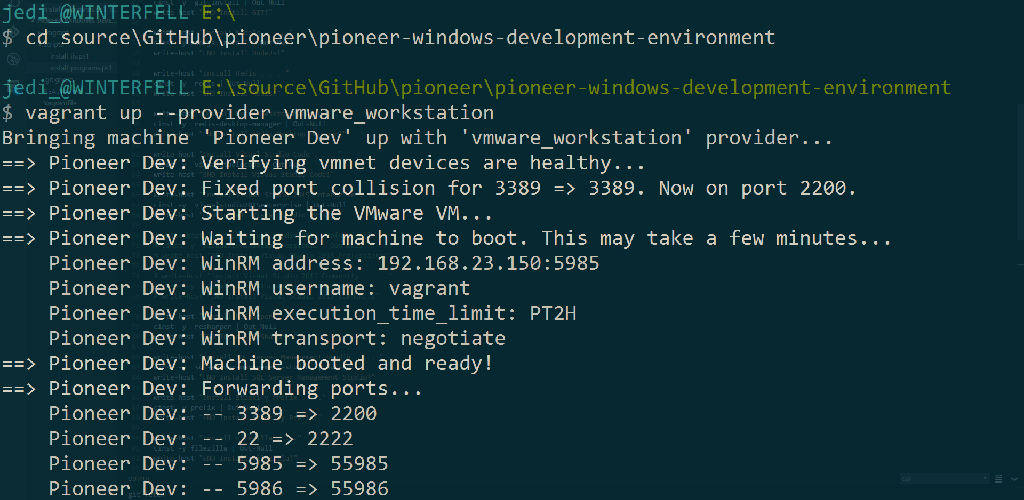 jedi_@WINTERFELL E:\
$ cd source\GitHub\pioneer\pioneer-windows-development-environment
jedi_@WINTERFELL E:\source\GitHub\pioneer\pioneer-windows-development-environment
$ vagrant up --provider vmware_workstation
Bringing machine 'Pioneer Dev' up with 'vmware_workstation' provider...
==> Pioneer Dev: Verifying vmnet devices are healthy...
==> Pioneer Dev: Fixed port collision for 3389 => 3389. Now on port 2200.
==> Pioneer Dev: Starting the VMware VM...
==> Pioneer Dev: Waiting for machine to boot. This may take a few minutes...
Pioneer Dev: WinRM address: 192.168.23.150:5985
Pioneer Dev: WinRM username: vagrant
Pioneer Dev: WinRM execution_time_limit: PT2H
Pioneer Dev: WinRM transport: negotiate
==> Pioneer Dev: Machine booted and ready!
==> Pioneer Dev: Forwarding ports...
Pioneer Dev: -- 3389 => 2200
Pioneer Dev: -- 22 => 2222
Pioneer Dev: -- 5985 => 55985
Pioneer Dev: -- 5986 => 55986